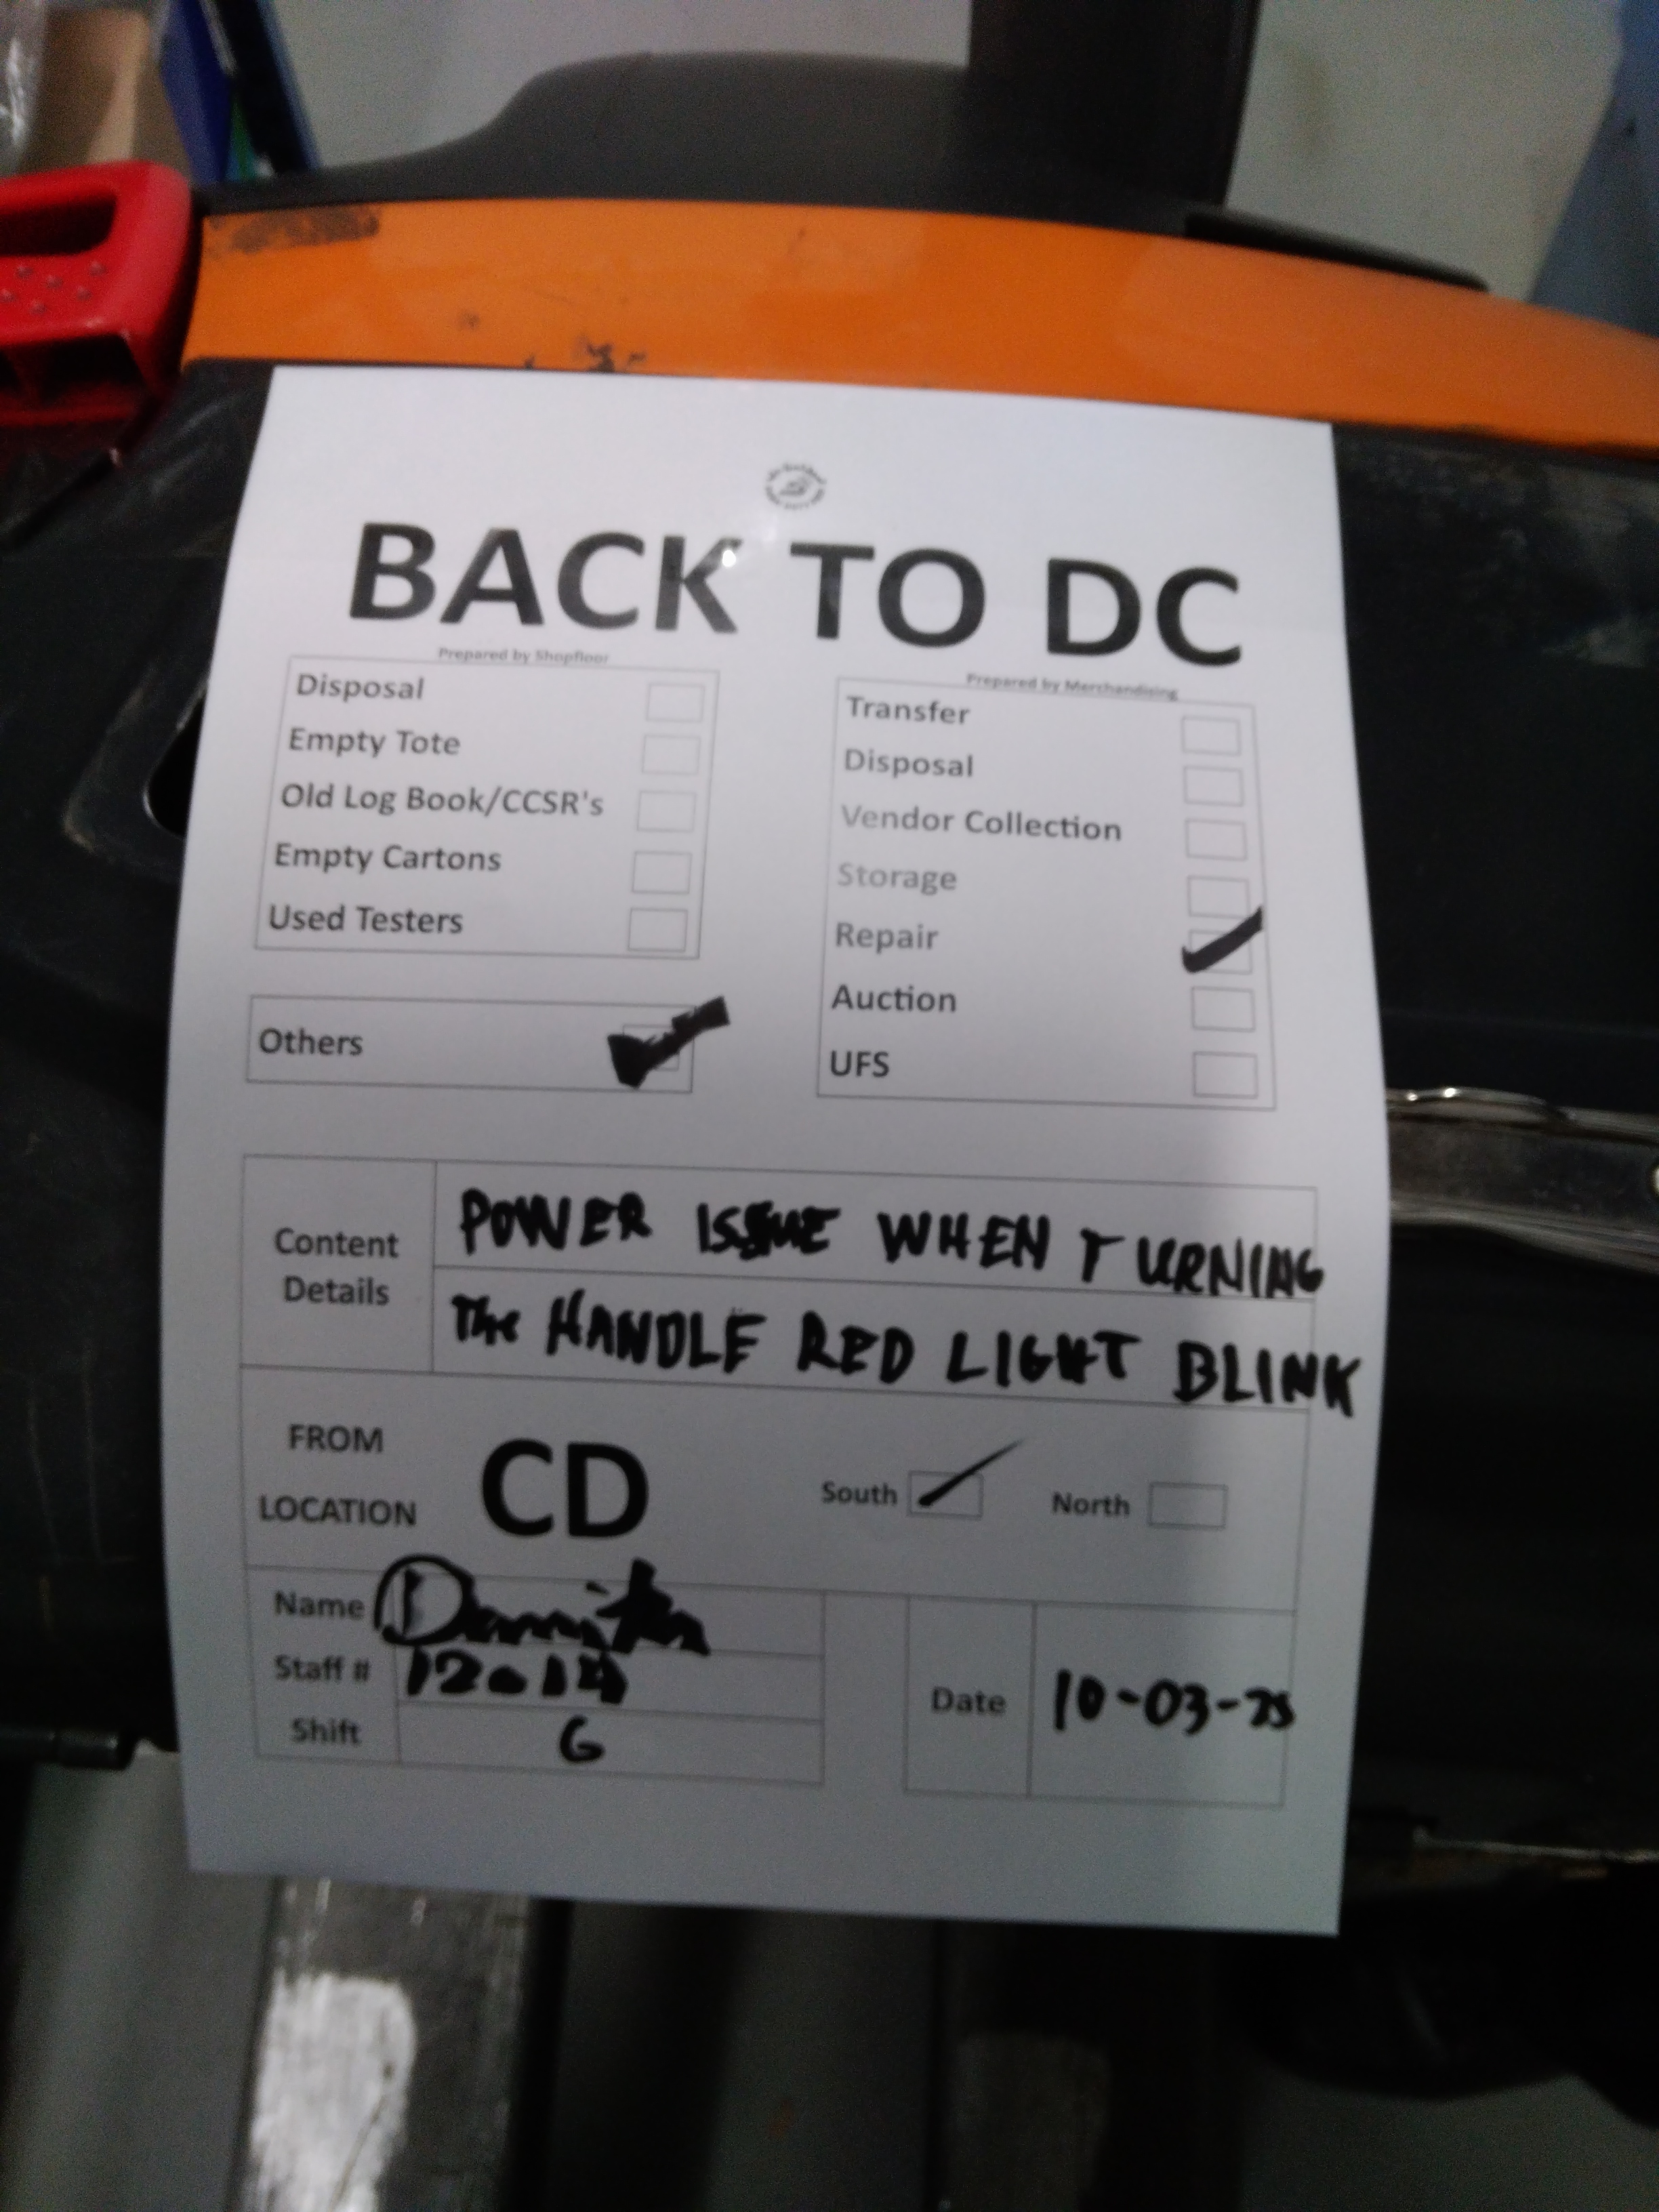 BACK TO DC
Prepared by Shopfloor
Disposal
Empty Tote
Old Log Book/CCSR's
Empty Cartons
Used Testers
Others
Prepared by Merchandising
Transfer
Disposal
Vendor Collection
Storage
Repair
Auction
UFS
Content Details
POWER ISSUE WHEN TURNING
The HANDLE RED LIGHT BLINK
FROM LOCATION
CD
South
North
Name
Staff #
Shift
G
Date
10-03-25